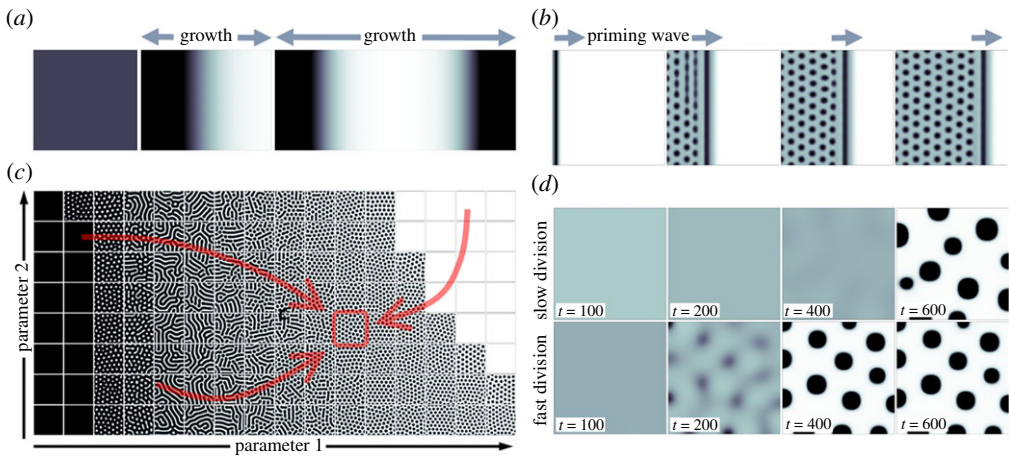 (a)
growth growth
(b)
priming wave
(c)
parameter 2
parameter 1
(d)
slow division
t = 100 t = 200 t = 400 t = 600
fast division
t = 100 t = 200 t = 400 t = 600